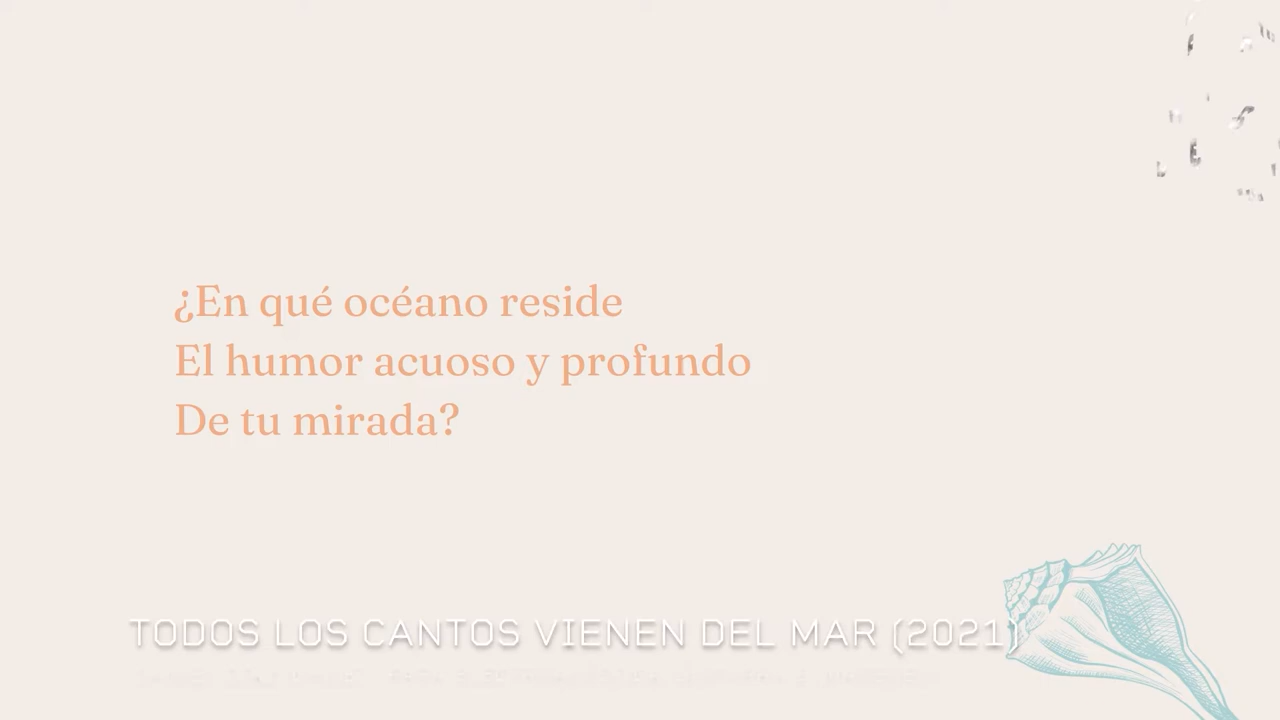 ¿En qué océano reside
El humor acuoso y profundo
De tu mirada?
TODOS LOS CANTOS VIENEN DEL MAR (2021)